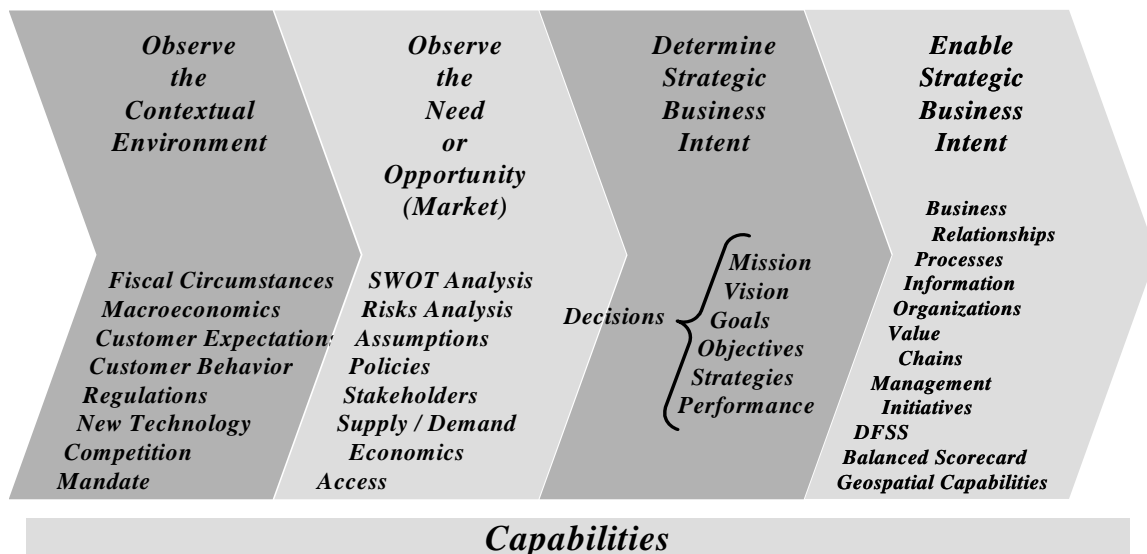 Observe
the
Contextual
Environment
Fiscal Circumstances
Macroeconomics
Customer Expectations
Customer Behavior
Regulations
New Technology
Competition
Mandate
Observe
the
Need
or
Opportunity
(Market)
SWOT Analysis
Risks Analysis
Assumptions
Policies
Stakeholders
Supply / Demand
Economics
Access
Determine
Strategic
Business
Intent
Decisions
Mission
Vision
Goals
Objectives
Strategies
Performance
Enable
Strategic
Business
Intent
Business
Relationships
Processes
Information
Organizations
Value
Chains
Management
Initiatives
DFSS
Balanced Scorecard
Geospatial Capabilities
Capabilities